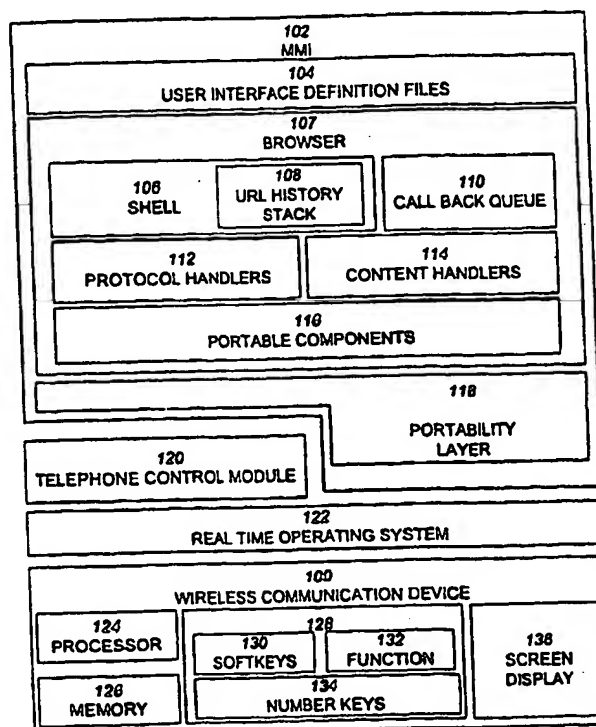 102
MMI
104
USER INTERFACE DEFINITION FILES
107
BROWSER
106
SHELL
108
URL HISTORY
STACK
110
CALL BACK QUEUE
112
PROTOCOL HANDLERS
114
CONTENT HANDLERS
116
PORTABLE COMPONENTS
118
PORTABILITY
LAYER
120
TELEPHONE CONTROL MODULE
122
REAL TIME OPERATING SYSTEM
100
WIRELESS COMMUNICATION DEVICE
124
PROCESSOR
126
MEMORY
128
130
SOFTKEYS
132
FUNCTION
134
NUMBER KEYS
136
SCREEN
DISPLAY